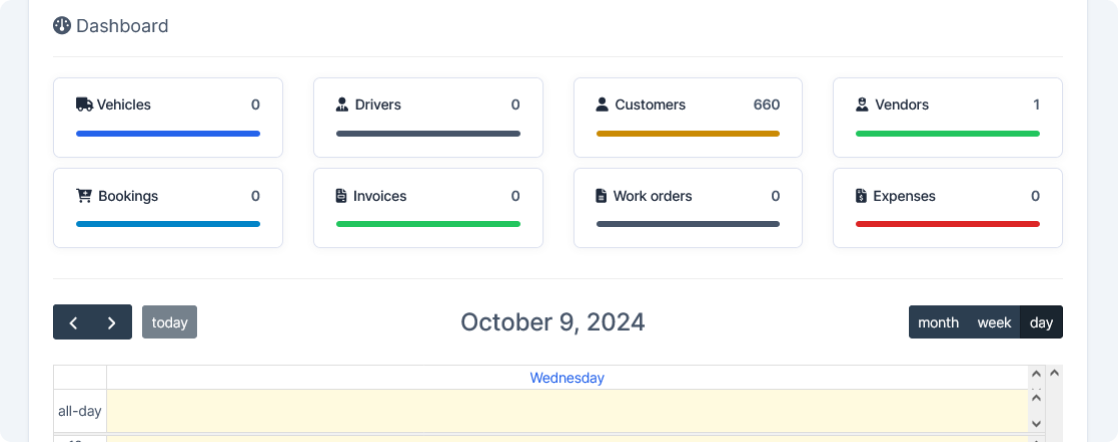 Dashboard
Vehicles 0
Drivers 0
Customers 660
Vendors 1
Bookings 0
Invoices 0
Work orders 0
Expenses 0
today
October 9, 2024
month week day
Wednesday
all-day